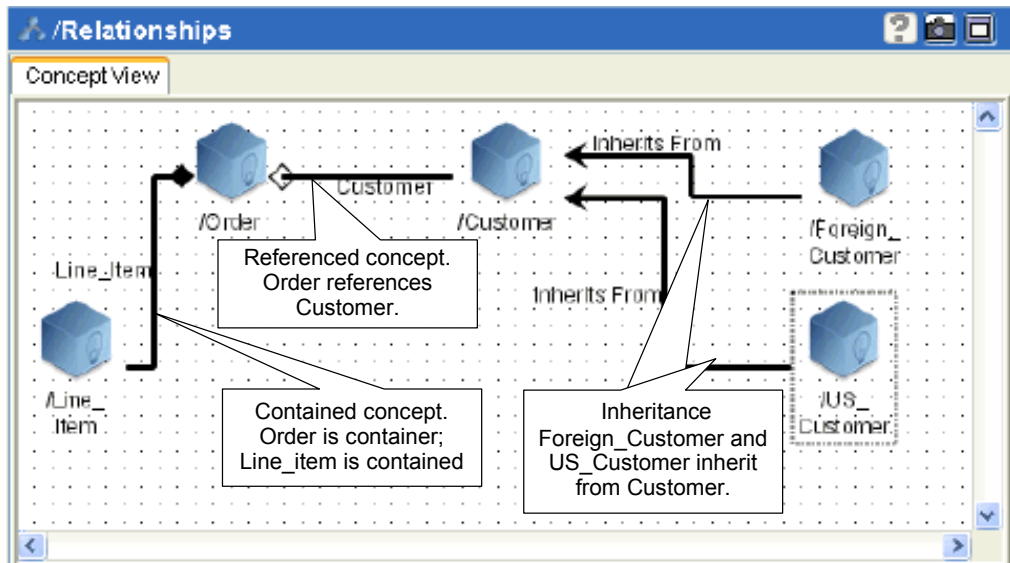 /Relationships
Concept View
/Order
Customer
/Customer
Inherits From
/Foreign_
Customer
Referenced concept.
Order references
Customer.
Line_Item
Inherits From
/Line_
Item
Contained concept.
Order is container;
Line_item is contained
Inheritance
Foreign_Customer and
US_Customer inherit
from Customer.
/US_
Customer